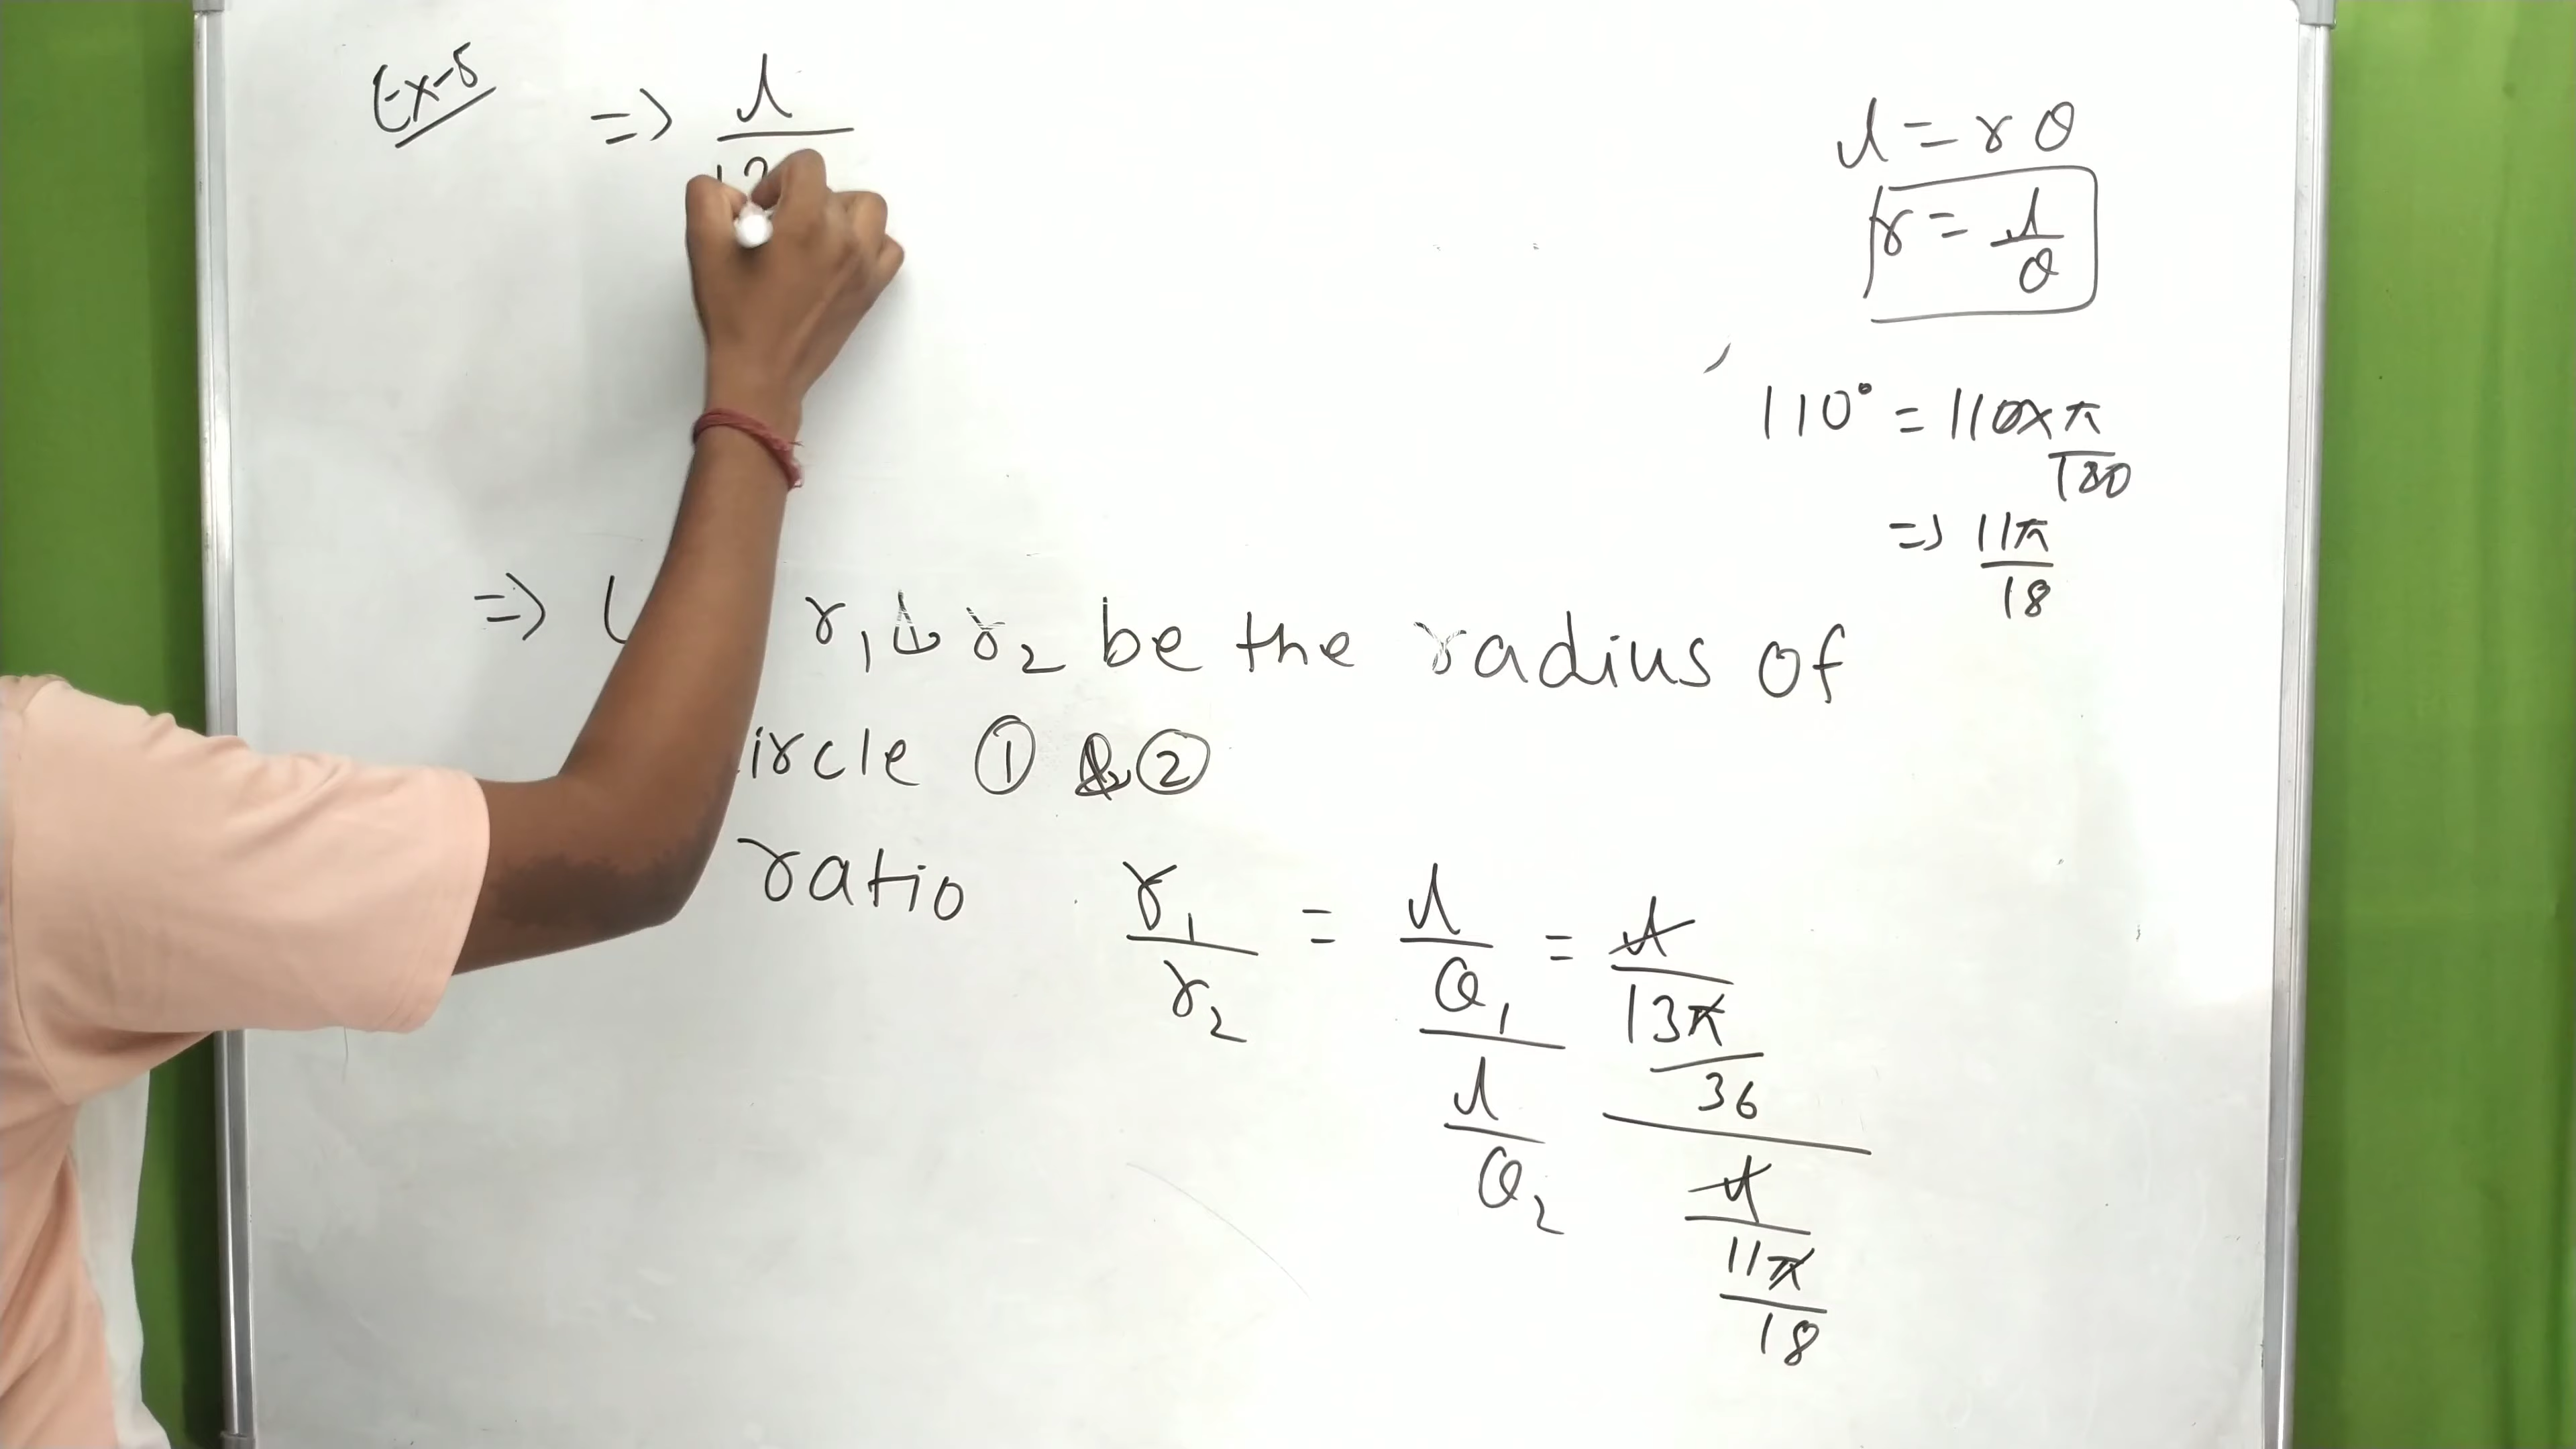 Ex-5
=> l / 13
l = r θ
r = l / θ
110° = 110 x π / 180
=> 11π / 18
=> r1 & r2 be the radius of
ircle ① & ②
ratio r1 / r2 = (l / θ1) / (l / θ2) = (l / (13π / 36)) / (l / (11π / 18))